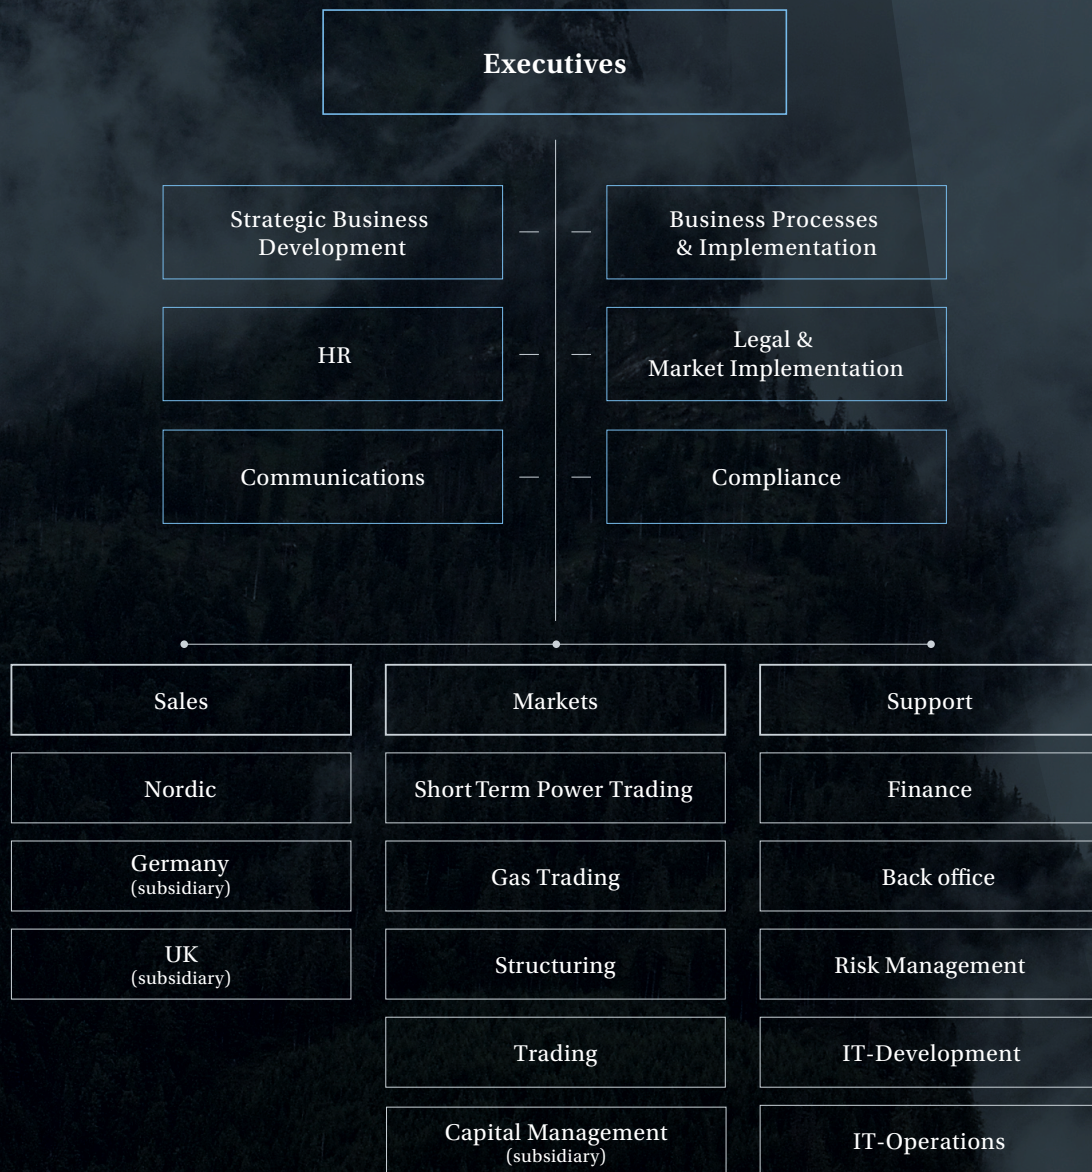 Executives
Strategic Business
Development
Business Processes
& Implementation
HR
Legal &
Market Implementation
Communications
Compliance
Sales
Markets
Support
Nordic
Short Term Power Trading
Finance
Germany
(subsidiary)
Gas Trading
Back office
UK
(subsidiary)
Structuring
Risk Management
Trading
IT-Development
Capital Management
(subsidiary)
IT-Operations